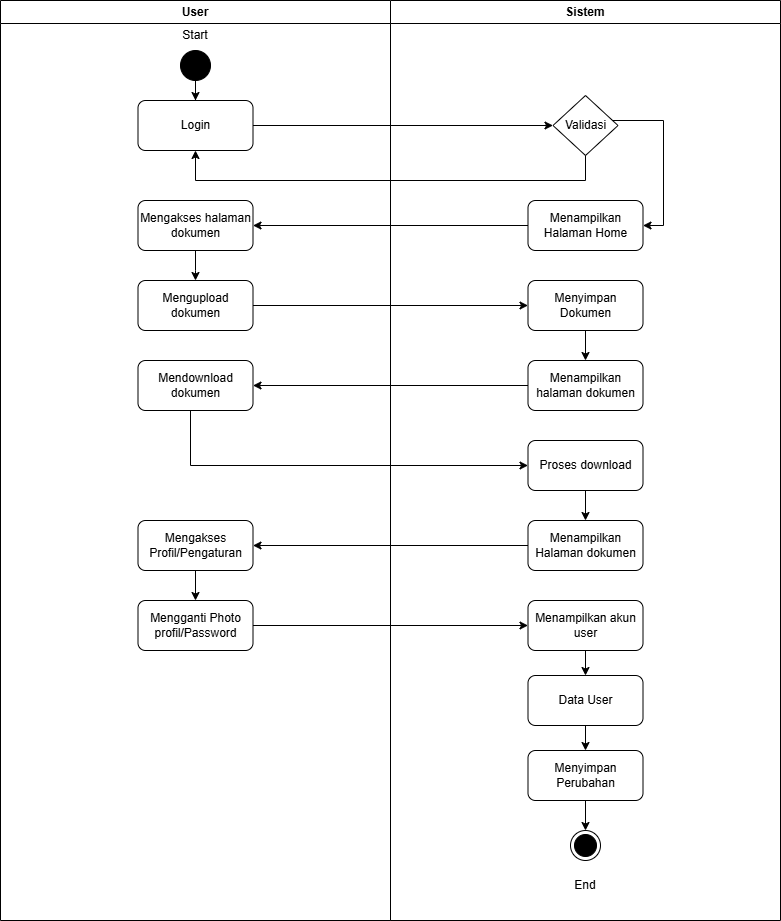 User
Sistem
Start
Login
Validasi
Mengakses halaman
dokumen
Menampilkan
Halaman Home
Mengupload
dokumen
Menyimpan
Dokumen
Mendownload
dokumen
Menampilkan
halaman dokumen
Proses download
Mengakses
Profil/Pengaturan
Menampilkan
Halaman dokumen
Mengganti Photo
profil/Password
Menampilkan akun
user
Data User
Menyimpan
Perubahan
End